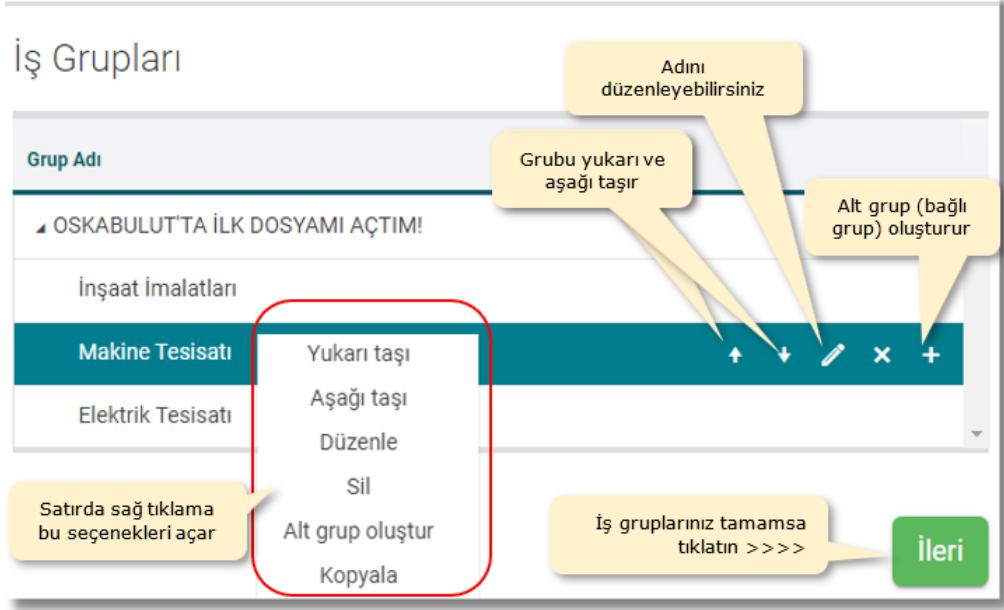 İş Grupları
Adını
düzenleyebilirsiniz
Grup Adı
Grubu yukarı ve
aşağı taşır
Alt grup (bağlı
grup) oluşturur
OSKABULUT'TA İLK DOSYAMI AÇTIM!
İnşaat İmalatları
Makine Tesisatı
Yukarı taşı
Aşağı taşı
Elektrik Tesisatı
Düzenle
Sil
Alt grup oluştur
Kopyala
Satırda sağ tıklama
bu seçenekleri açar
İş gruplarınız tamamsa
tıklatın >>>>
İleri